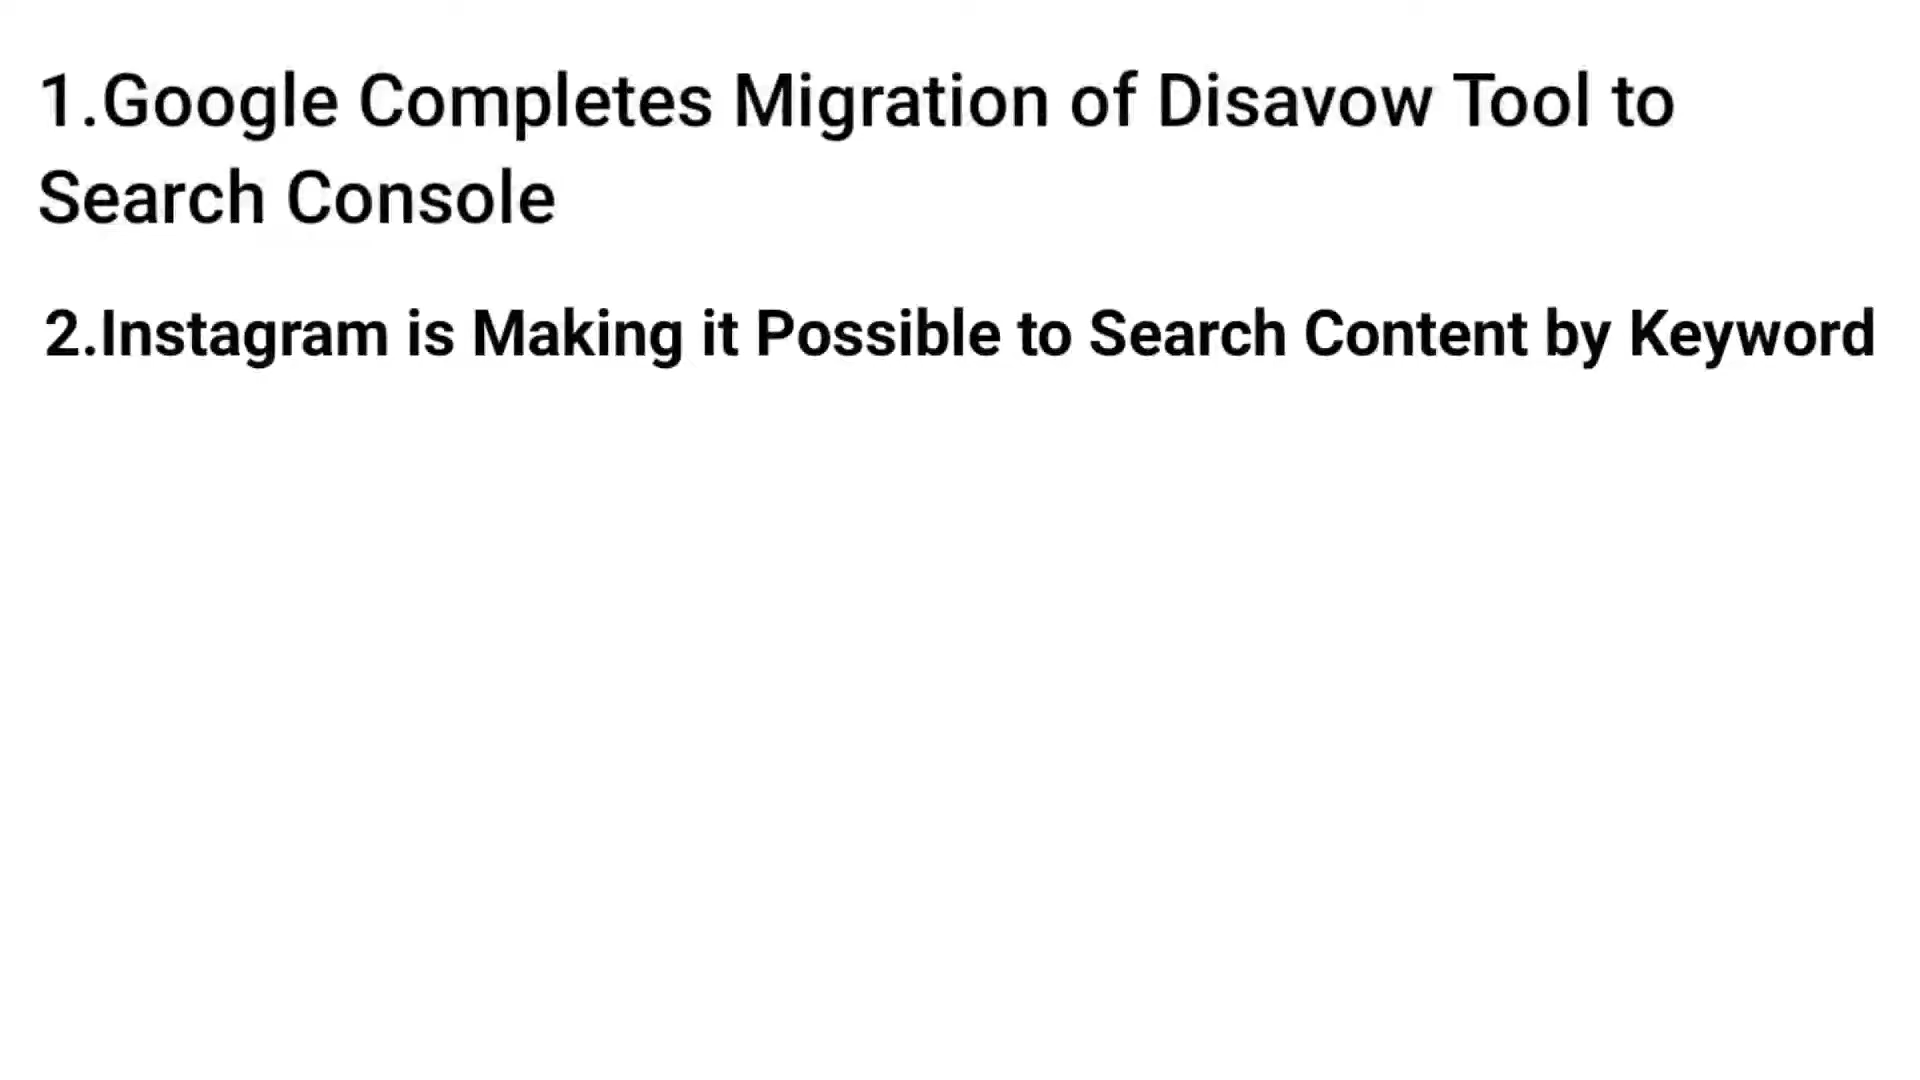 1.Google Completes Migration of Disavow Tool to
Search Console
2.Instagram is Making it Possible to Search Content by Keyword